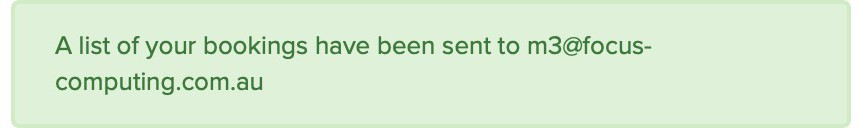 A list of your bookings have been sent to m3@focus-
computing.com.au